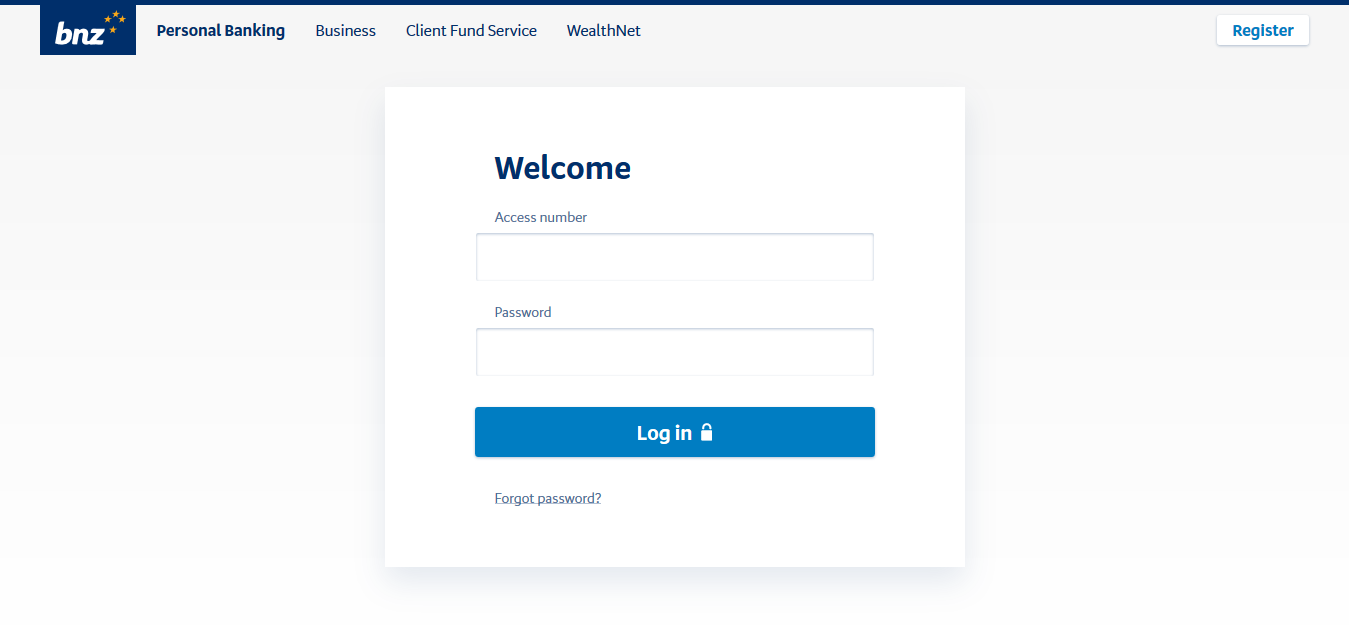 bnz
Personal Banking
Business
Client Fund Service
WealthNet
Register
Welcome
Access number
Password
Log in
Forgot password?